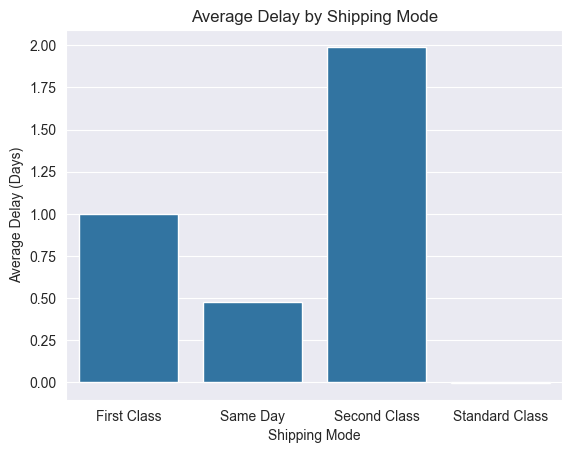 Average Delay by Shipping Mode
2.00
1.75
1.50
1.25
1.00
0.75
0.50
0.25
0.00
Average Delay (Days)
First Class Same Day Second Class Standard Class
Shipping Mode